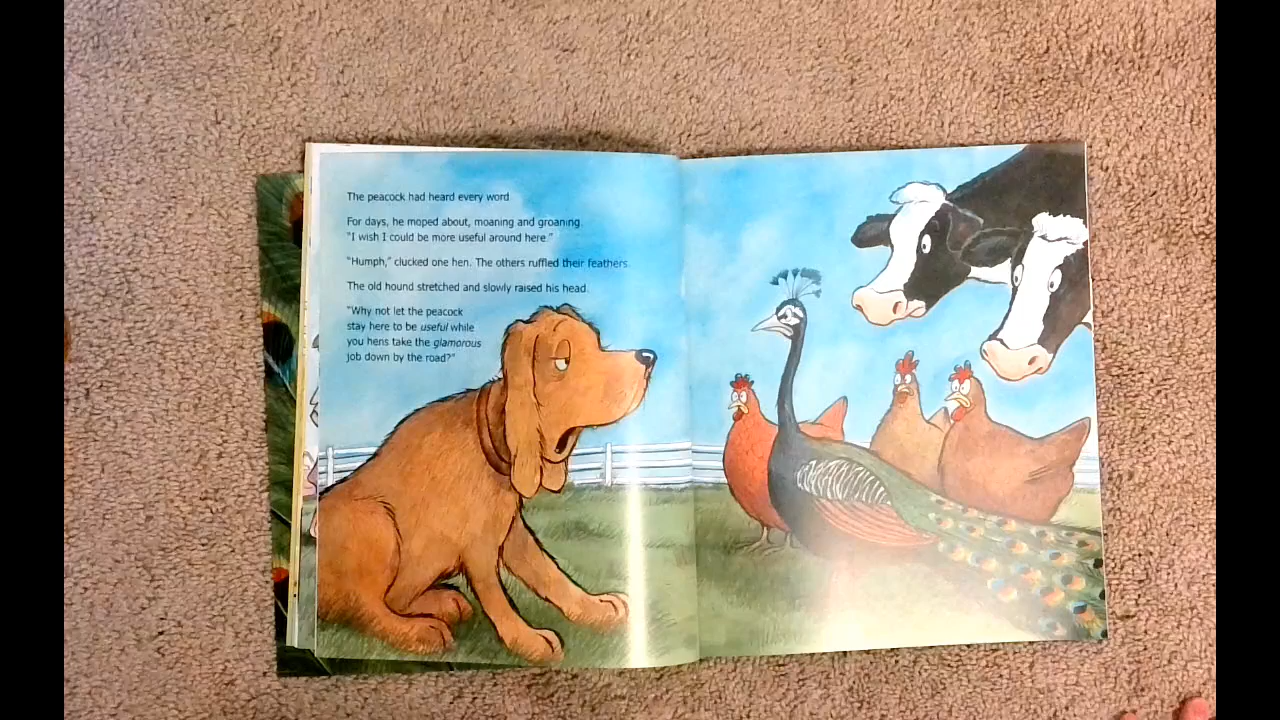 The peacock had heard every word.
For days, he moped about, moaning and groaning.
"I wish I could be more useful around here."
"Humph," clucked one hen. The others ruffled their feathers.
The old hound stretched and slowly raised his head.
"Why not let the peacock
stay here to be useful while
you hens take the glamorous
job down by the road?"